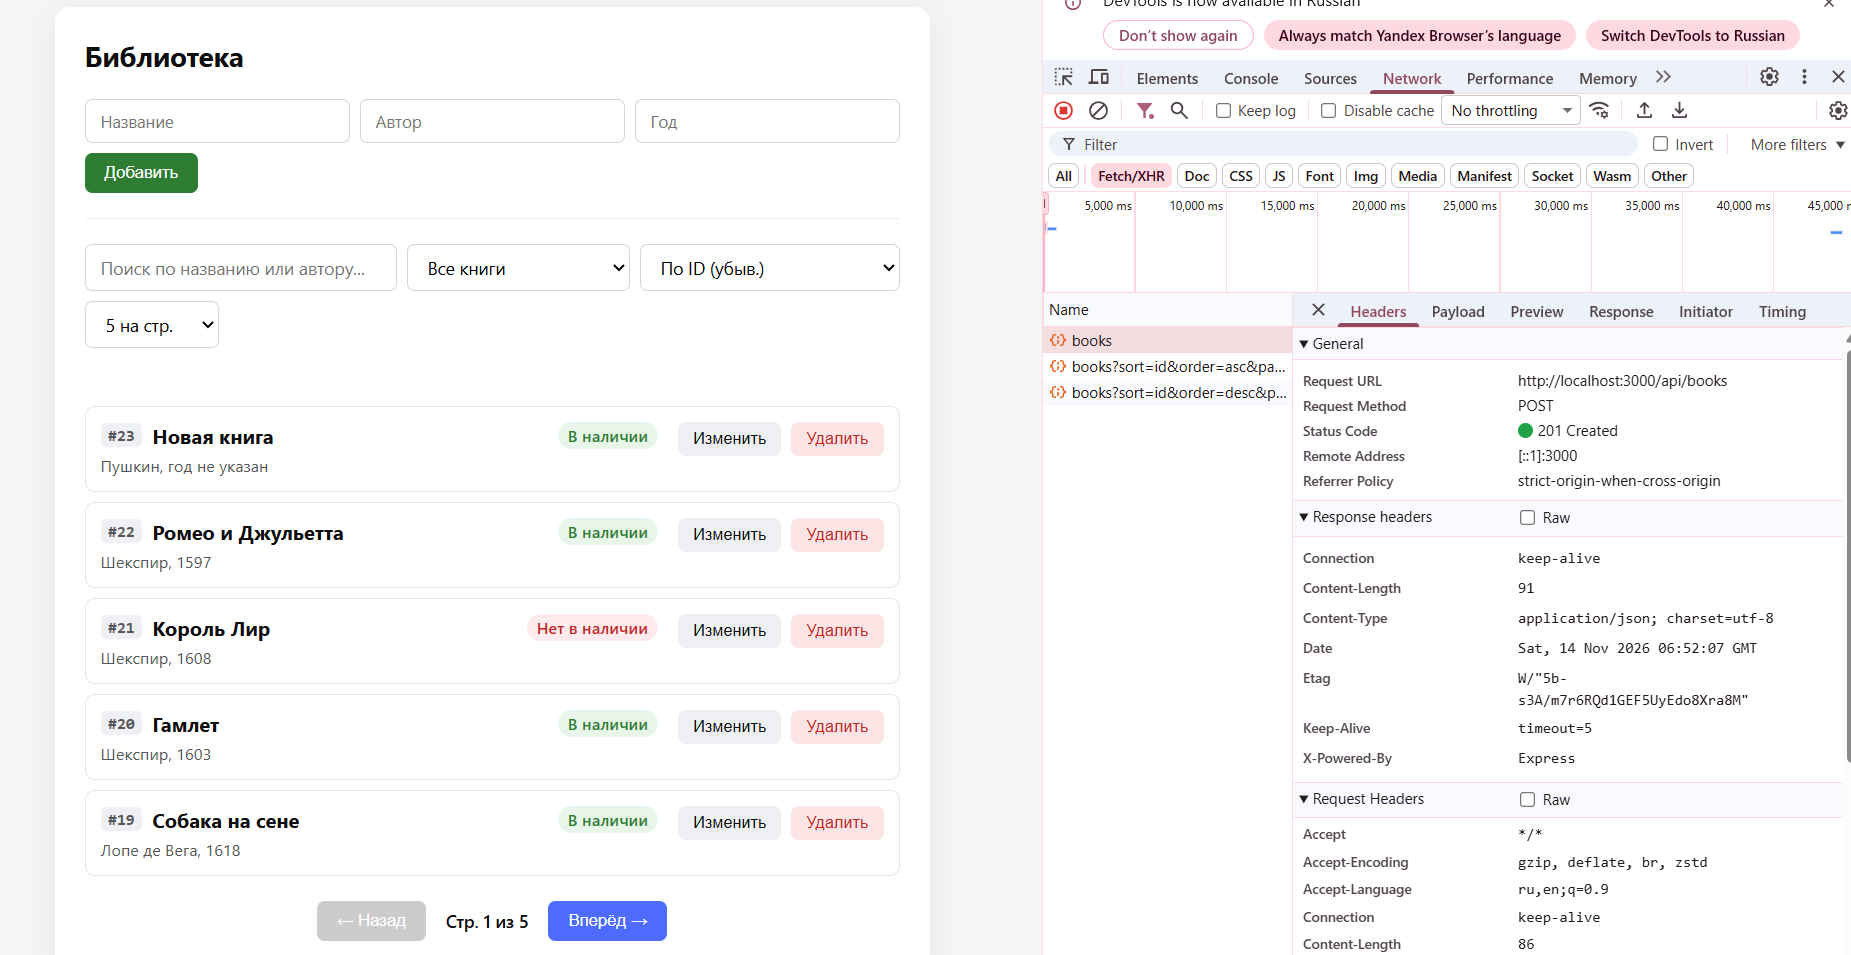 Библиотека
Название
Автор
Год
Добавить
Поиск по названию или автору...
Все книги
По ID (убыв.)
5 на стр.
#23 Новая книга
В наличии
Изменить
Удалить
Пушкин, год не указан
#22 Ромео и Джульетта
В наличии
Изменить
Удалить
Шекспир, 1597
#21 Король Лир
Нет в наличии
Изменить
Удалить
Шекспир, 1608
#20 Гамлет
В наличии
Изменить
Удалить
Шекспир, 1603
#19 Собака на сене
В наличии
Изменить
Удалить
Лопе де Вега, 1618
← Назад
Стр. 1 из 5
Вперёд →
DevTools is now available in Russian
Don't show again
Always match Yandex Browser's language
Switch DevTools to Russian
Elements Console Sources Network Performance Memory
Keep log
Disable cache
No throttling
Filter
Invert
More filters
All Fetch/XHR Doc CSS JS Font Img Media Manifest Socket Wasm Other
5,000 ms 10,000 ms 15,000 ms 20,000 ms 25,000 ms 30,000 ms 35,000 ms 40,000 ms 45,000
Name
books
books?sort=id&order=asc&pa...
books?sort=id&order=desc&p...
Headers Payload Preview Response Initiator Timing
General
Request URL http://localhost:3000/api/books
Request Method POST
Status Code 201 Created
Remote Address [::1]:3000
Referrer Policy strict-origin-when-cross-origin
Response headers Raw
Connection keep-alive
Content-Length 91
Content-Type application/json; charset=utf-8
Date Sat, 14 Nov 2026 06:52:07 GMT
Etag W/"5b-
s3A/m7r6RQd1GEF5UyEdo8Xra8M"
Keep-Alive timeout=5
X-Powered-By Express
Request Headers Raw
Accept */*
Accept-Encoding gzip, deflate, br, zstd
Accept-Language ru,en;q=0.9
Connection keep-alive
Content-Length 86